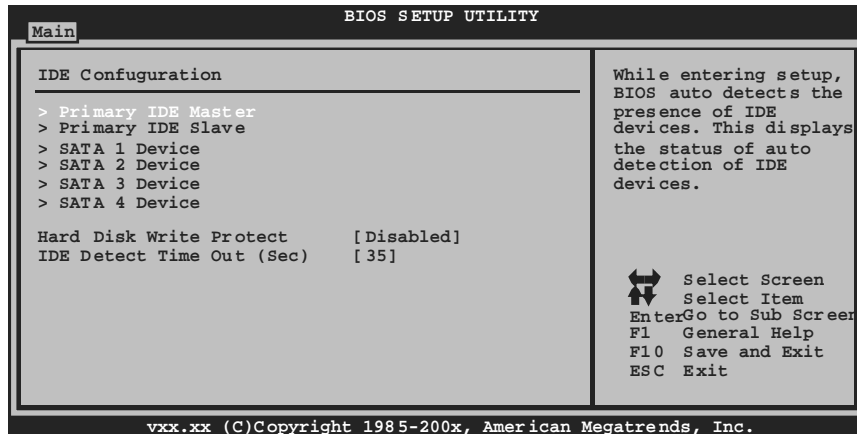 BIOS SETUP UTILITY
Main
IDE Confuguration
> Primary IDE Master
> Primary IDE Slave
> SATA 1 Device
> SATA 2 Device
> SATA 3 Device
> SATA 4 Device
Hard Disk Write Protect [Disabled]
IDE Detect Time Out (Sec) [35]
While entering setup,
BIOS auto detects the
presence of IDE
devices. This displays
the status of auto
detection of IDE
devices.
Select Screen
Select Item
Enter Go to Sub Screen
F1 General Help
F10 Save and Exit
ESC Exit
vxx.xx (C)Copyright 1985-200x, American Megatrends, Inc.